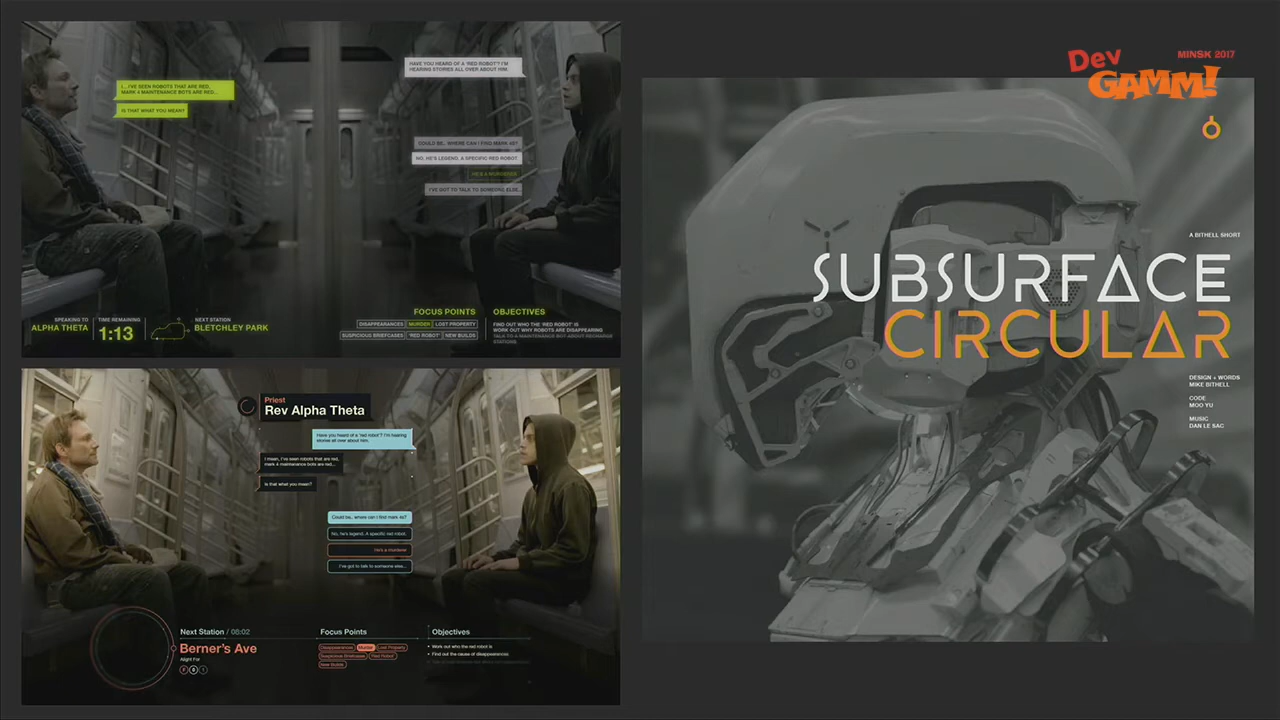 HAVE YOU HEARD OF A 'RED ROBOT'? I'M
HEARING STORIES ALL OVER ABOUT HIM.
I... I'VE SEEN ROBOTS THAT ARE RED,
MARK 4 MAINTENANCE BOTS ARE RED...
IS THAT WHAT YOU MEAN?
COULD BE.. WHERE CAN I FIND MARK 4S?
NO, HE'S LEGEND, A SPECIFIC RED ROBOT.
HE'S A MURDERER
I'VE GOT TO TALK TO SOMEONE ELSE..
SPEAKING TO
ALPHA THETA
TIME REMAINING
1:13
NEXT STATION
BLETCHLEY PARK
FOCUS POINTS
DISAPPEARANCES MURDER LOST PROPERTY
SUSPICIOUS BRIEFCASES 'RED ROBOT' NEW BUILDS
OBJECTIVES
FIND OUT WHO THE 'RED ROBOT' IS
WORK OUT WHY ROBOTS ARE DISAPPEARING
TALK TO A MAINTENANCE BOT ABOUT RECHARGE
STATIONS
Priest
Rev Alpha Theta
Have you heard of a 'red robot'? I'm hearing
stories all over about him.
I mean, I've seen robots that are red,
mark 4 maintenance bots are red...
Is that what you mean?
Could be.. where can I find mark 4s?
No, he's legend. A specific red robot.
He's a murderer
I've got to talk to someone else...
Next Station / 08:02
Berner's Ave
Alight For
Focus Points
Disappearances Murder Lost Property
Suspicious Briefcases 'Red Robot'
New Builds
Objectives
Work out who the red robot is
Find out the cause of disappearances
Dev
GAMM!
MINSK 2017
A BITHELL SHORT
SUBSURFACE
CIRCULAR
DESIGN + WORDS
MIKE BITHELL
CODE
MOO YU
MUSIC
DAN LE SAC